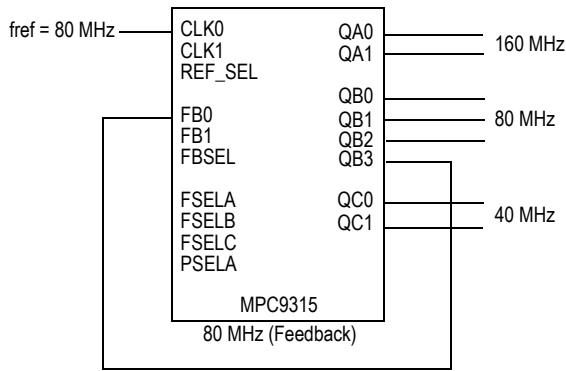 fref = 80 MHz
CLK0
CLK1
REF_SEL
FB0
FB1
FBSEL
FSELA
FSELB
FSELC
PSELA
QA0
QA1
160 MHz
QB0
QB1
QB2
QB3
80 MHz
QC0
QC1
40 MHz
MPC9315
80 MHz (Feedback)